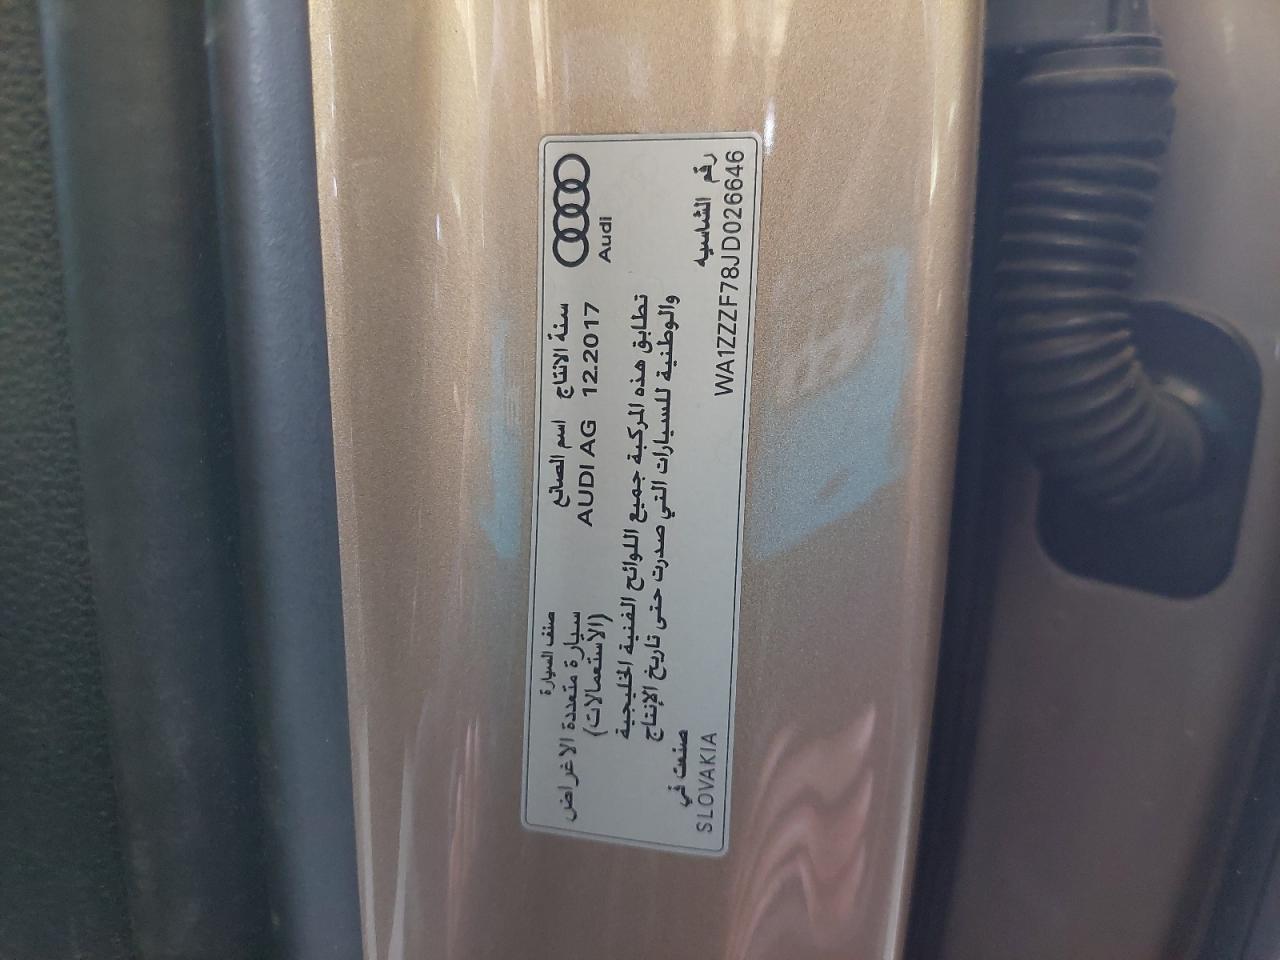 صنف السيارة
سيارة متعددة الاغراض
(الاستعمالات)
اسم الصانع
AUDI AG
سنة الانتاج
12.2017
Audi
تطابق هذه المركبة جميع اللوائح الفنية الخليجية
والوطنية للسيارات التي صدرت حتى تاريخ الإنتاج
صنعت في
SLOVAKIA
رقم الشاسيه
WA1ZZZF78JD026646